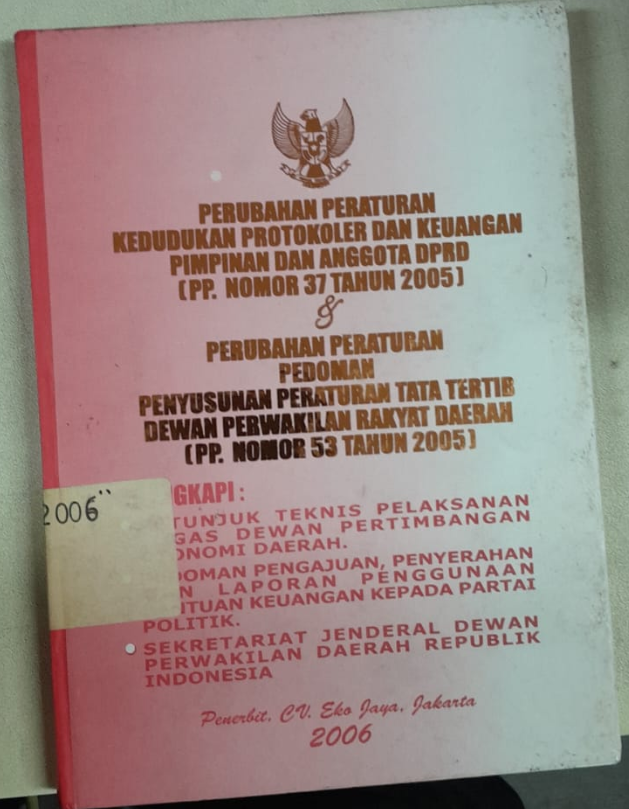 PERUBAHAN PERATURAN
KEDUDUKAN PROTOKOLER DAN KEUANGAN
PIMPINAN DAN ANGGOTA DPRD
(PP. NOMOR 37 TAHUN 2005)
&
PERUBAHAN PERATURAN
PEDOMAN
PENYUSUNAN PERATURAN TATA TERTIB
DEWAN PERWAKILAN RAKYAT DAERAH
(PP. NOMOR 53 TAHUN 2005)
2006"
NGKAPI :
TUNJUK TEKNIS PELAKSANAN
GAS DEWAN PERTIMBANGAN
ONOMI DAERAH.
DOMAN PENGAJUAN, PENYERAHAN
N LAPORAN PENGGUNAAN
NTUAN KEUANGAN KEPADA PARTAI
POLITIK.
SEKRETARIAT JENDERAL DEWAN
PERWAKILAN DAERAH REPUBLIK
INDONESIA
Penerbit, CV. Eko Jaya, Jakarta
2006